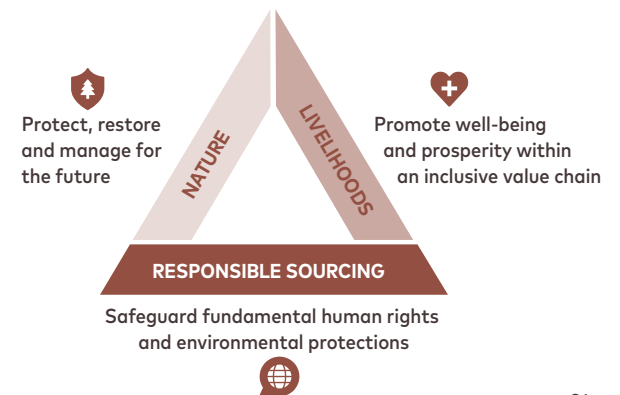 Protect, restore
and manage for
the future
NATURE
LIVELIHOODS
Promote well-being
and prosperity within
an inclusive value chain
RESPONSIBLE SOURCING
Safeguard fundamental human rights
and environmental protections